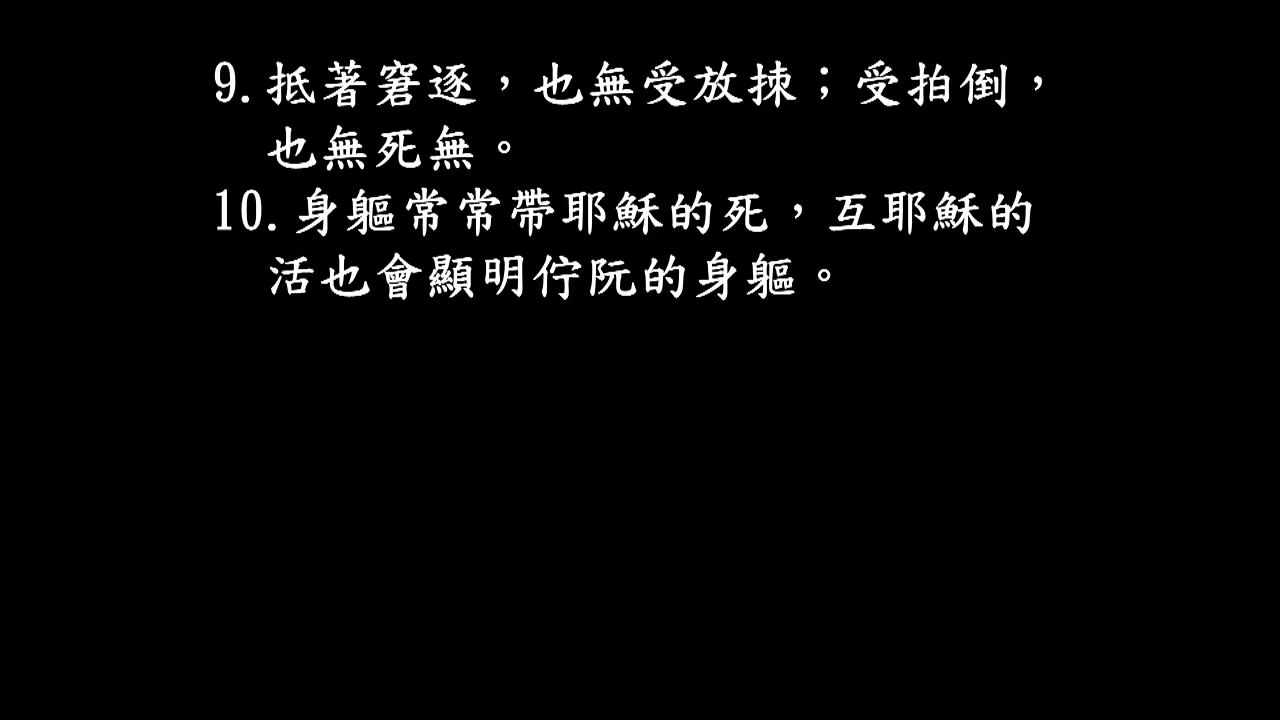 9.抵著窘逐，也無受放捒；受拍倒，
也無死無。
10.身軀常常帶耶穌的死，互耶穌的
活也會顯明佇阮的身軀。